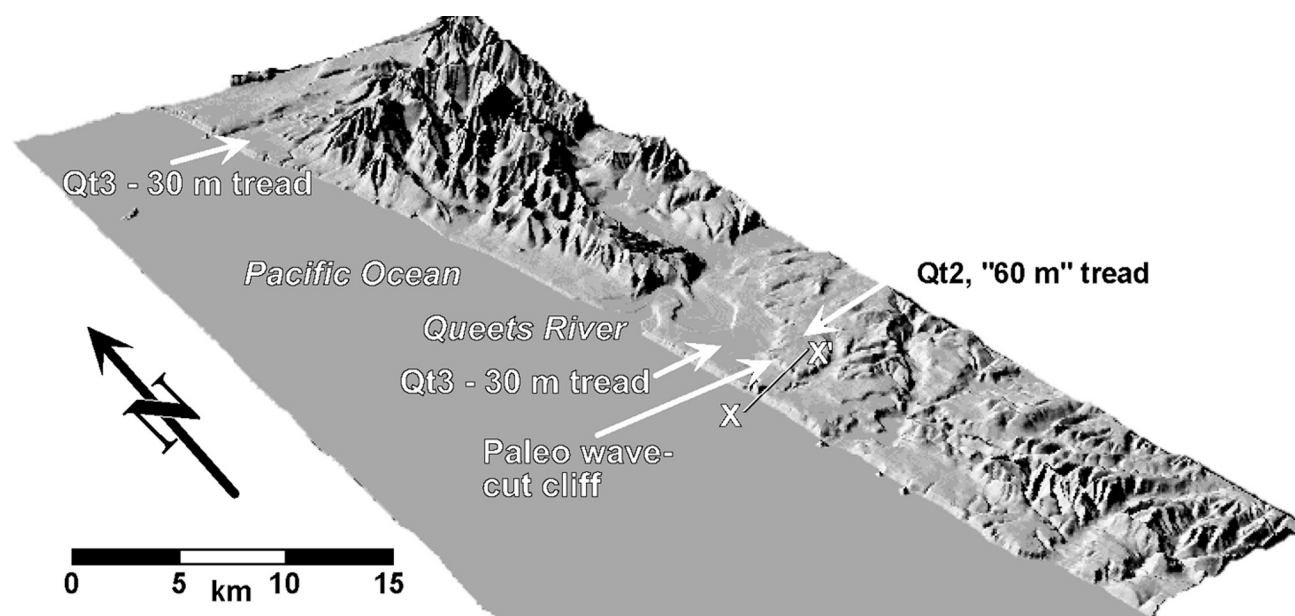 Qt3 - 30 m tread
Pacific Ocean
Qt2, "60 m" tread
Queets River
X'
Qt3 - 30 m tread
X
Paleo wave-
cut cliff
N
0 5 10 15
km